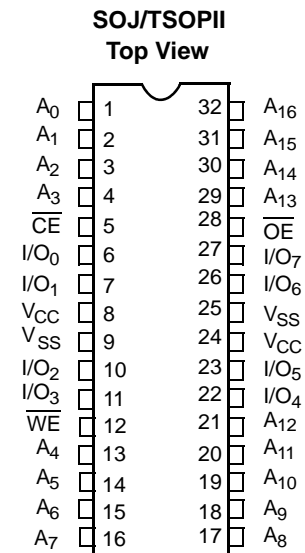 SOJ/TSOPII
Top View
A0 1 32 A16
A1 2 31 A15
A2 3 30 A14
A3 4 29 A13
C̅E̅ 5 28 O̅E̅
I/O0 6 27 I/O7
I/O1 7 26 I/O6
VCC 8 25 VSS
VSS 9 24 VCC
I/O2 10 23 I/O5
I/O3 11 22 I/O4
W̅E̅ 12 21 A12
A4 13 20 A11
A5 14 19 A10
A6 15 18 A9
A7 16 17 A8